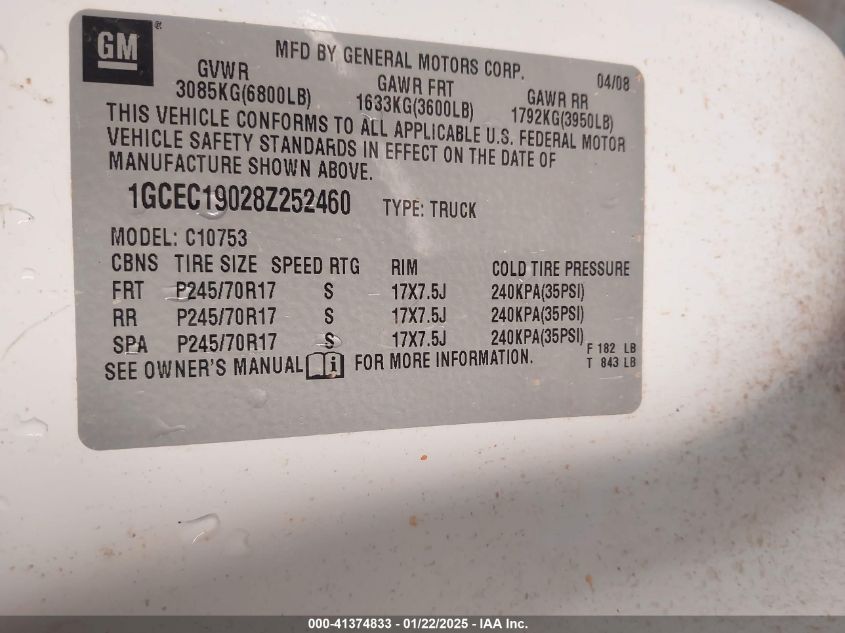 GM
MFD BY GENERAL MOTORS CORP. 04/08
GVWR GAWR FRT GAWR RR
3085KG(6800LB) 1633KG(3600LB) 1792KG(3950LB)
THIS VEHICLE CONFORMS TO ALL APPLICABLE U.S. FEDERAL MOTOR
VEHICLE SAFETY STANDARDS IN EFFECT ON THE DATE OF
MANUFACTURE SHOWN ABOVE.
1GCEC19028Z252460 TYPE: TRUCK
MODEL: C10753
CBNS TIRE SIZE SPEED RTG RIM COLD TIRE PRESSURE
FRT P245/70R17 S 17X7.5J 240KPA(35PSI)
RR P245/70R17 S 17X7.5J 240KPA(35PSI)
SPA P245/70R17 S 17X7.5J 240KPA(35PSI)
F 182 LB
T 843 LB
SEE OWNER'S MANUAL i FOR MORE INFORMATION.
000-41374833 - 01/22/2025 - IAA Inc.